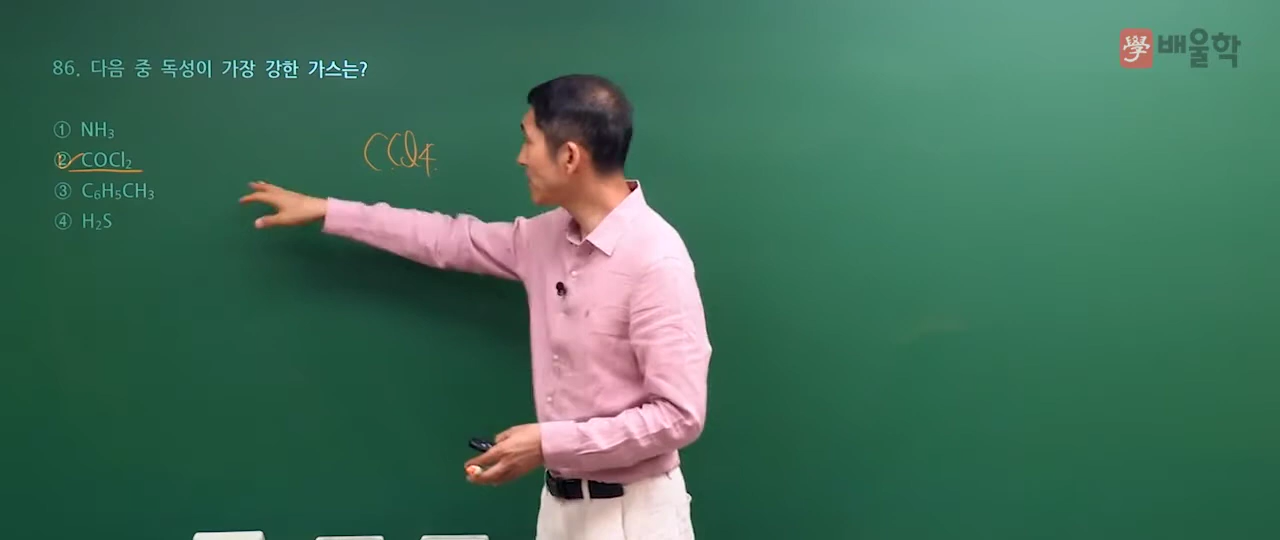 學 배울학
86. 다음 중 독성이 가장 강한 가스는?
① NH₃
② COCl₂
CCl₄
③ C₆H₅CH₃
④ H₂S